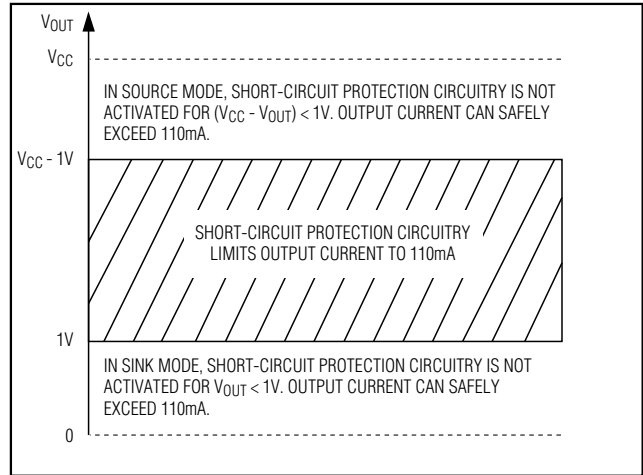 VOUT
VCC
IN SOURCE MODE, SHORT-CIRCUIT PROTECTION CIRCUITRY IS NOT
ACTIVATED FOR (VCC - VOUT) < 1V. OUTPUT CURRENT CAN SAFELY
EXCEED 110mA.
VCC - 1V
SHORT-CIRCUIT PROTECTION CIRCUITRY
LIMITS OUTPUT CURRENT TO 110mA
1V
IN SINK MODE, SHORT-CIRCUIT PROTECTION CIRCUITRY IS NOT
ACTIVATED FOR VOUT < 1V. OUTPUT CURRENT CAN SAFELY
EXCEED 110mA.
0